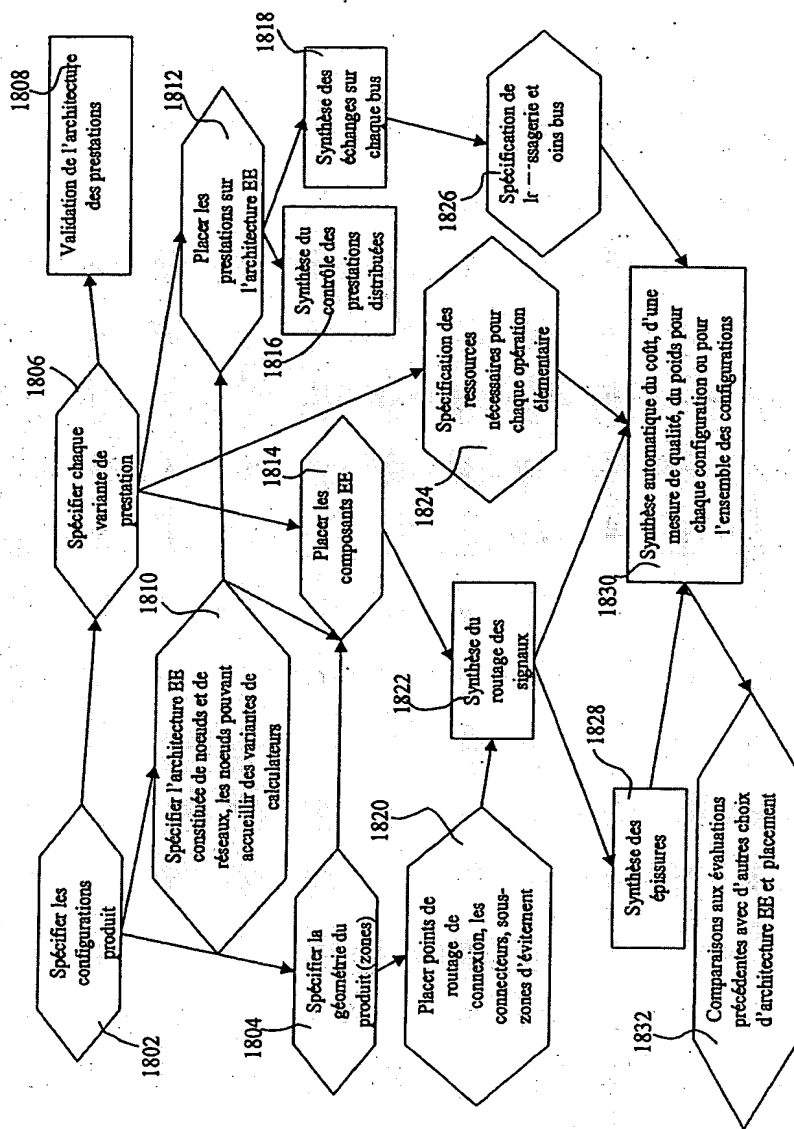 Spécifier les
configurations
produit
1802
Spécifier chaque
variante de
prestation
1806
Validation de l'architecture
des prestations
1808
Spécifier l'architecture EE
constituée de noeuds et de
réseaux, les noeuds pouvant
accueillir des variantes de
calculateurs
1810
Placer les
prestations sur
l'architecture EE
1812
Spécifier la
géométrie du
produit (zones)
1804
Placer les
composants EE
1814
Synthèse du
contrôle des
prestations
distribuées
1816
Synthèse des
échanges sur
chaque bus
1818
Placer points de
routage de
connexion, les
connecteurs, sous-
zones d'évitement
1820
Synthèse du
routage des
signaux
1822
Spécification des
ressources
nécessaires pour
chaque opération
élémentaire
1824
Spécification de
ssagerie et
oins bus
1826
Synthèse des
épissures
1828
Synthèse automatique du coût, d'une
mesure de qualité, du poids pour
chaque configuration ou pour
l'ensemble des configurations
1830
Comparaisons aux évaluations
précédentes avec d'autres choix
d'architecture EE et placement
1832